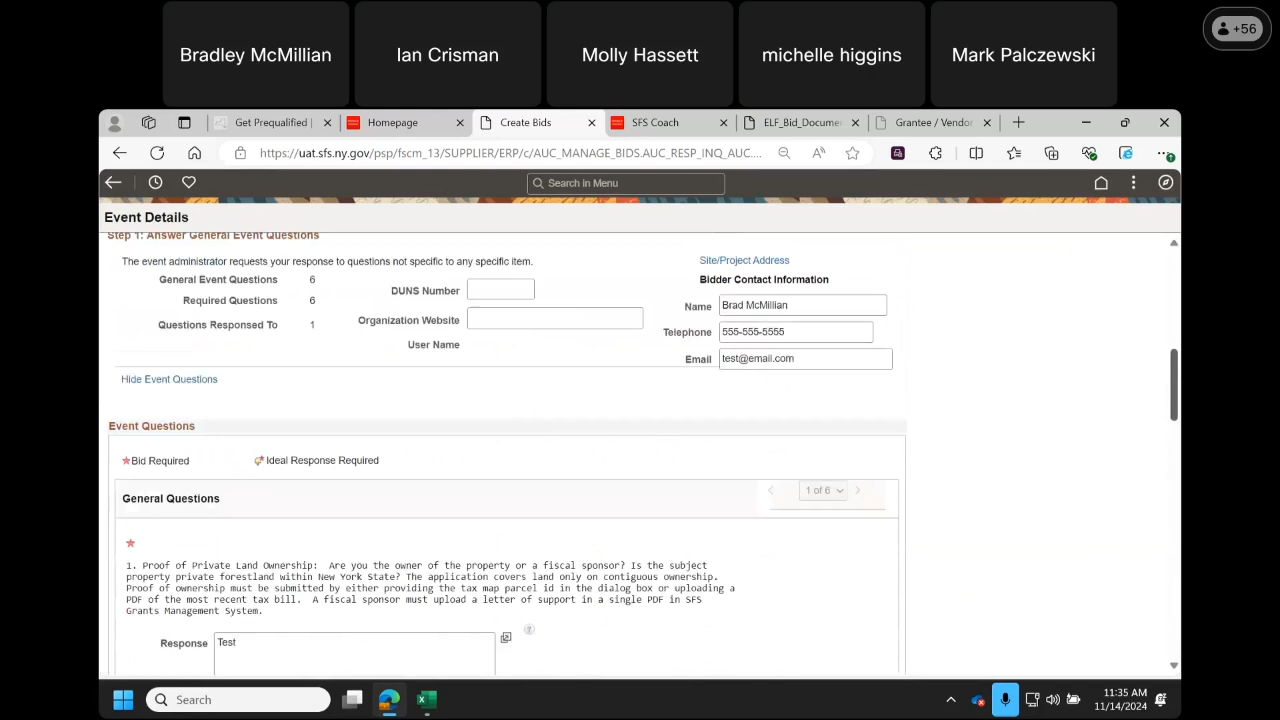 Bradley McMillian
Ian Crisman
Molly Hassett
michelle higgins
Mark Palczewski
+56
Get Prequalified |
Homepage
Create Bids
SFS Coach
ELF_Bid_Docume
Grantee / Vendor
https://uat.sfs.ny.gov/psp/fscm_13/SUPPLIER/ERP/c/AUC_MANAGE_BIDS.AUC_RESP_INQ_AUC....
Search in Menu
Event Details
Step 1: Answer General Event Questions
The event administrator requests your response to questions not specific to any specific item.
General Event Questions 6
Required Questions 6
Questions Responsed To 1
DUNS Number
Organization Website
User Name
Site/Project Address
Bidder Contact Information
Name Brad McMillian
Telephone 555-555-5555
Email test@email.com
Hide Event Questions
Event Questions
Bid Required
Ideal Response Required
General Questions
1 of 6
1. Proof of Private Land Ownership: Are you the owner of the property or a fiscal sponsor? Is the subject
property private forestland within New York State? The application covers land only on contiguous ownership.
Proof of ownership must be submitted by either providing the tax map parcel id in the dialog box or uploading a
PDF of the most recent tax bill. A fiscal sponsor must upload a letter of support in a single PDF in SFS
Grants Management System.
Response Test
Search
11:35 AM
11/14/2024